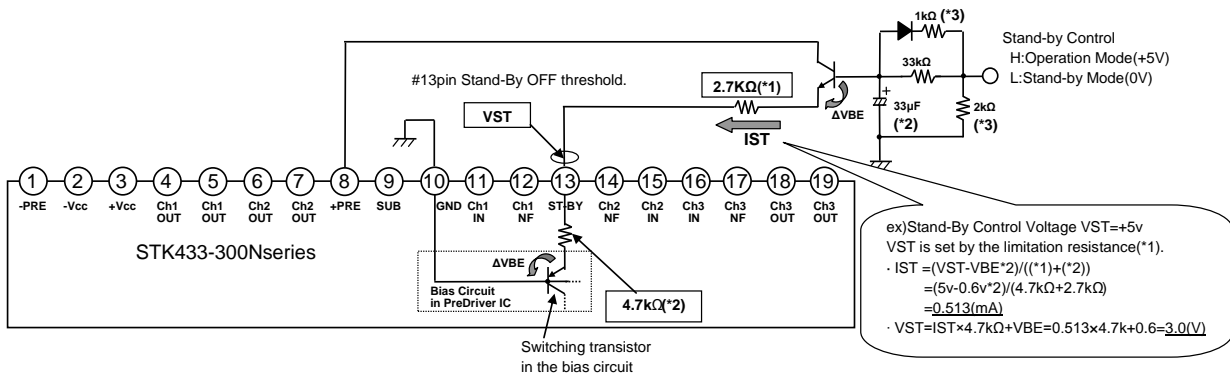 1kΩ (*3)
Stand-by Control
H:Operation Mode(+5V)
L:Stand-by Mode(0V)
#13pin Stand-By OFF threshold.
2.7KΩ(*1)
33kΩ
33μF
(*2)
2kΩ
(*3)
ΔVBE
VST
IST
1 2 3 4 5 6 7 8 9 10 11 12 13 14 15 16 17 18 19
-PRE -Vcc +Vcc Ch1 OUT Ch1 OUT Ch2 OUT Ch2 OUT +PRE SUB GND Ch1 IN Ch1 NF ST-BY Ch2 NF Ch2 IN Ch3 IN Ch3 NF Ch3 OUT Ch3 OUT
STK433-300Nseries
ΔVBE
Bias Circuit
in PreDriver IC
4.7kΩ(*2)
Switching transistor
in the bias circuit
ex)Stand-By Control Voltage VST=+5v
VST is set by the limitation resistance(*1).
· IST =(VST-VBE*2)/((*1)+(*2))
=(5v-0.6v*2)/(4.7kΩ+2.7kΩ)
=0.513(mA)
· VST=IST×4.7kΩ+VBE=0.513×4.7k+0.6=3.0(V)